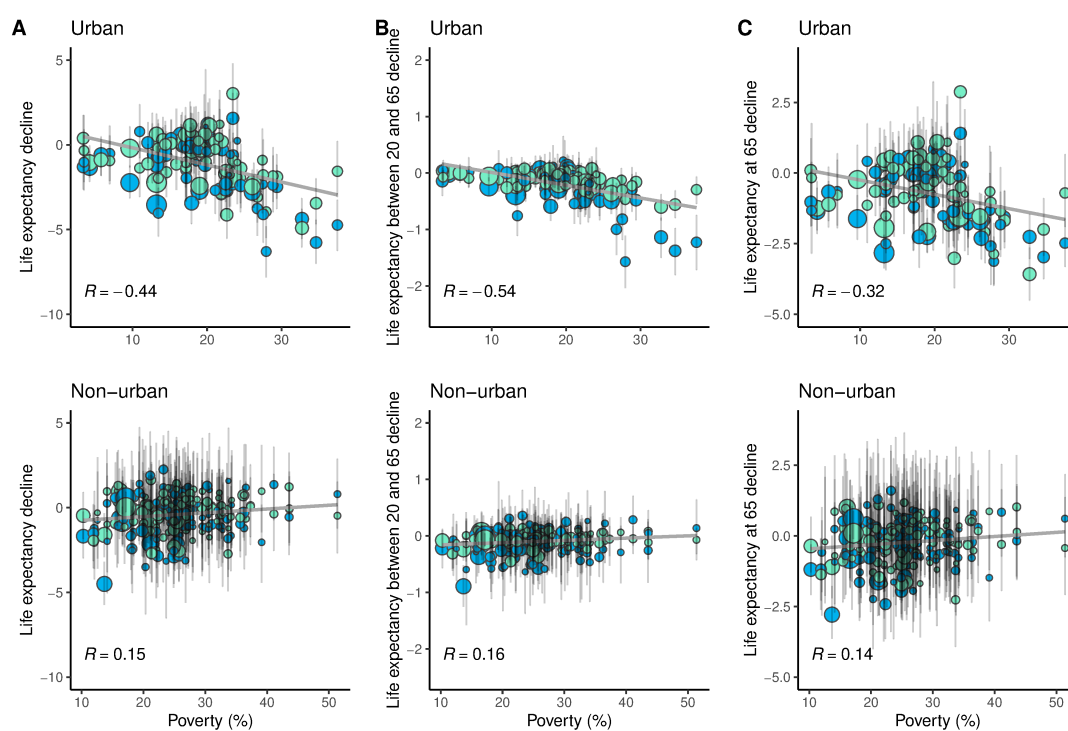 A
Urban
Life expectancy decline
5
0
−5
−10
R = −0.44
10
20
30
B
Urban
Life expectancy between 20 and 65 decline
2
1
0
−1
−2
R = −0.54
10
20
30
C
Urban
Life expectancy at 65 decline
2.5
0.0
−2.5
−5.0
R = −0.32
10
20
30
Non−urban
Life expectancy decline
5
0
−5
−10
R = 0.15
10
20
30
40
50
Poverty (%)
Non−urban
Life expectancy between 20 and 65 decline
2
1
0
−1
−2
R = 0.16
10
20
30
40
50
Poverty (%)
Non−urban
Life expectancy at 65 decline
2.5
0.0
−2.5
−5.0
R = 0.14
10
20
30
40
50
Poverty (%)